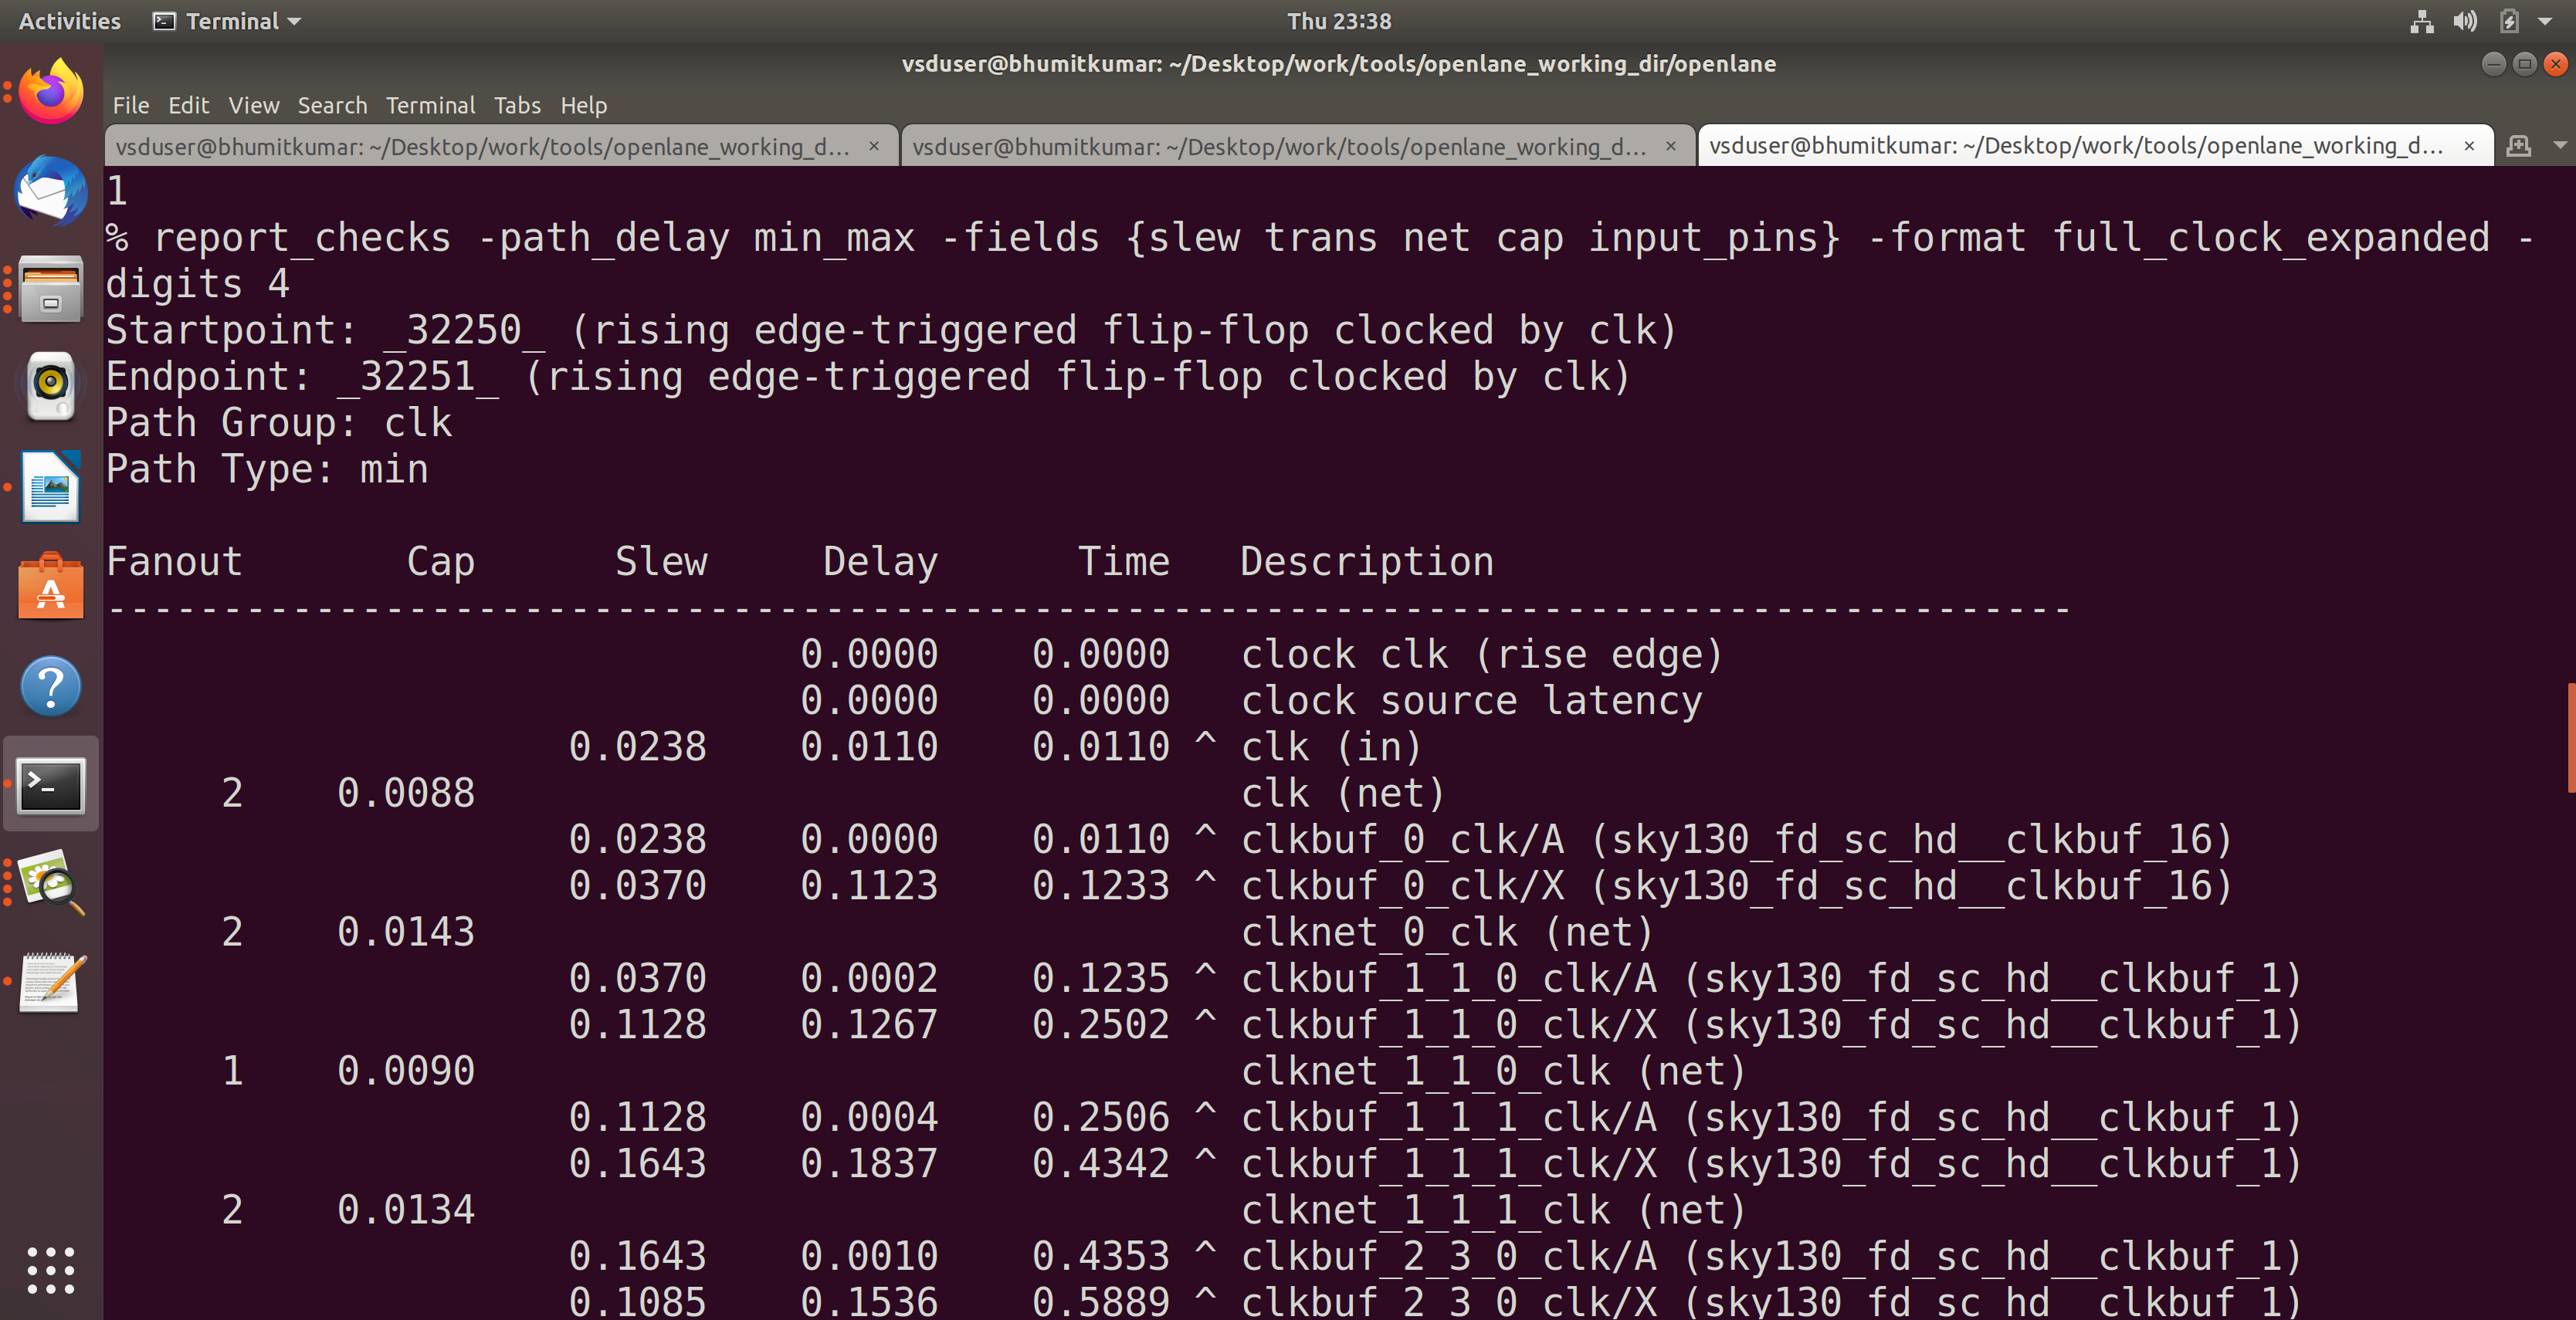 Activities Terminal Thu 23:38
vsduser@bhumitkumar: ~/Desktop/work/tools/openlane_working_dir/openlane
File Edit View Search Terminal Tabs Help
vsduser@bhumitkumar: ~/Desktop/work/tools/openlane_working_d... × vsduser@bhumitkumar: ~/Desktop/work/tools/openlane_working_d... × vsduser@bhumitkumar: ~/Desktop/work/tools/openlane_working_d... ×
1
% report_checks -path_delay min_max -fields {slew trans net cap input_pins} -format full_clock_expanded -
digits 4
Startpoint: _32250_ (rising edge-triggered flip-flop clocked by clk)
Endpoint: _32251_ (rising edge-triggered flip-flop clocked by clk)
Path Group: clk
Path Type: min
Fanout Cap Slew Delay Time Description
-------------------------------------------------------------------------------------
0.0000 0.0000 clock clk (rise edge)
0.0000 0.0000 clock source latency
0.0238 0.0110 0.0110 ^ clk (in)
2 0.0088 clk (net)
0.0238 0.0000 0.0110 ^ clkbuf_0_clk/A (sky130_fd_sc_hd__clkbuf_16)
0.0370 0.1123 0.1233 ^ clkbuf_0_clk/X (sky130_fd_sc_hd__clkbuf_16)
2 0.0143 clknet_0_clk (net)
0.0370 0.0002 0.1235 ^ clkbuf_1_1_0_clk/A (sky130_fd_sc_hd__clkbuf_1)
0.1128 0.1267 0.2502 ^ clkbuf_1_1_0_clk/X (sky130_fd_sc_hd__clkbuf_1)
1 0.0090 clknet_1_1_0_clk (net)
0.1128 0.0004 0.2506 ^ clkbuf_1_1_1_clk/A (sky130_fd_sc_hd__clkbuf_1)
0.1643 0.1837 0.4342 ^ clkbuf_1_1_1_clk/X (sky130_fd_sc_hd__clkbuf_1)
2 0.0134 clknet_1_1_1_clk (net)
0.1643 0.0010 0.4353 ^ clkbuf_2_3_0_clk/A (sky130_fd_sc_hd__clkbuf_1)
0.1085 0.1536 0.5889 ^ clkbuf_2_3_0_clk/X (sky130_fd_sc_hd__clkbuf_1)